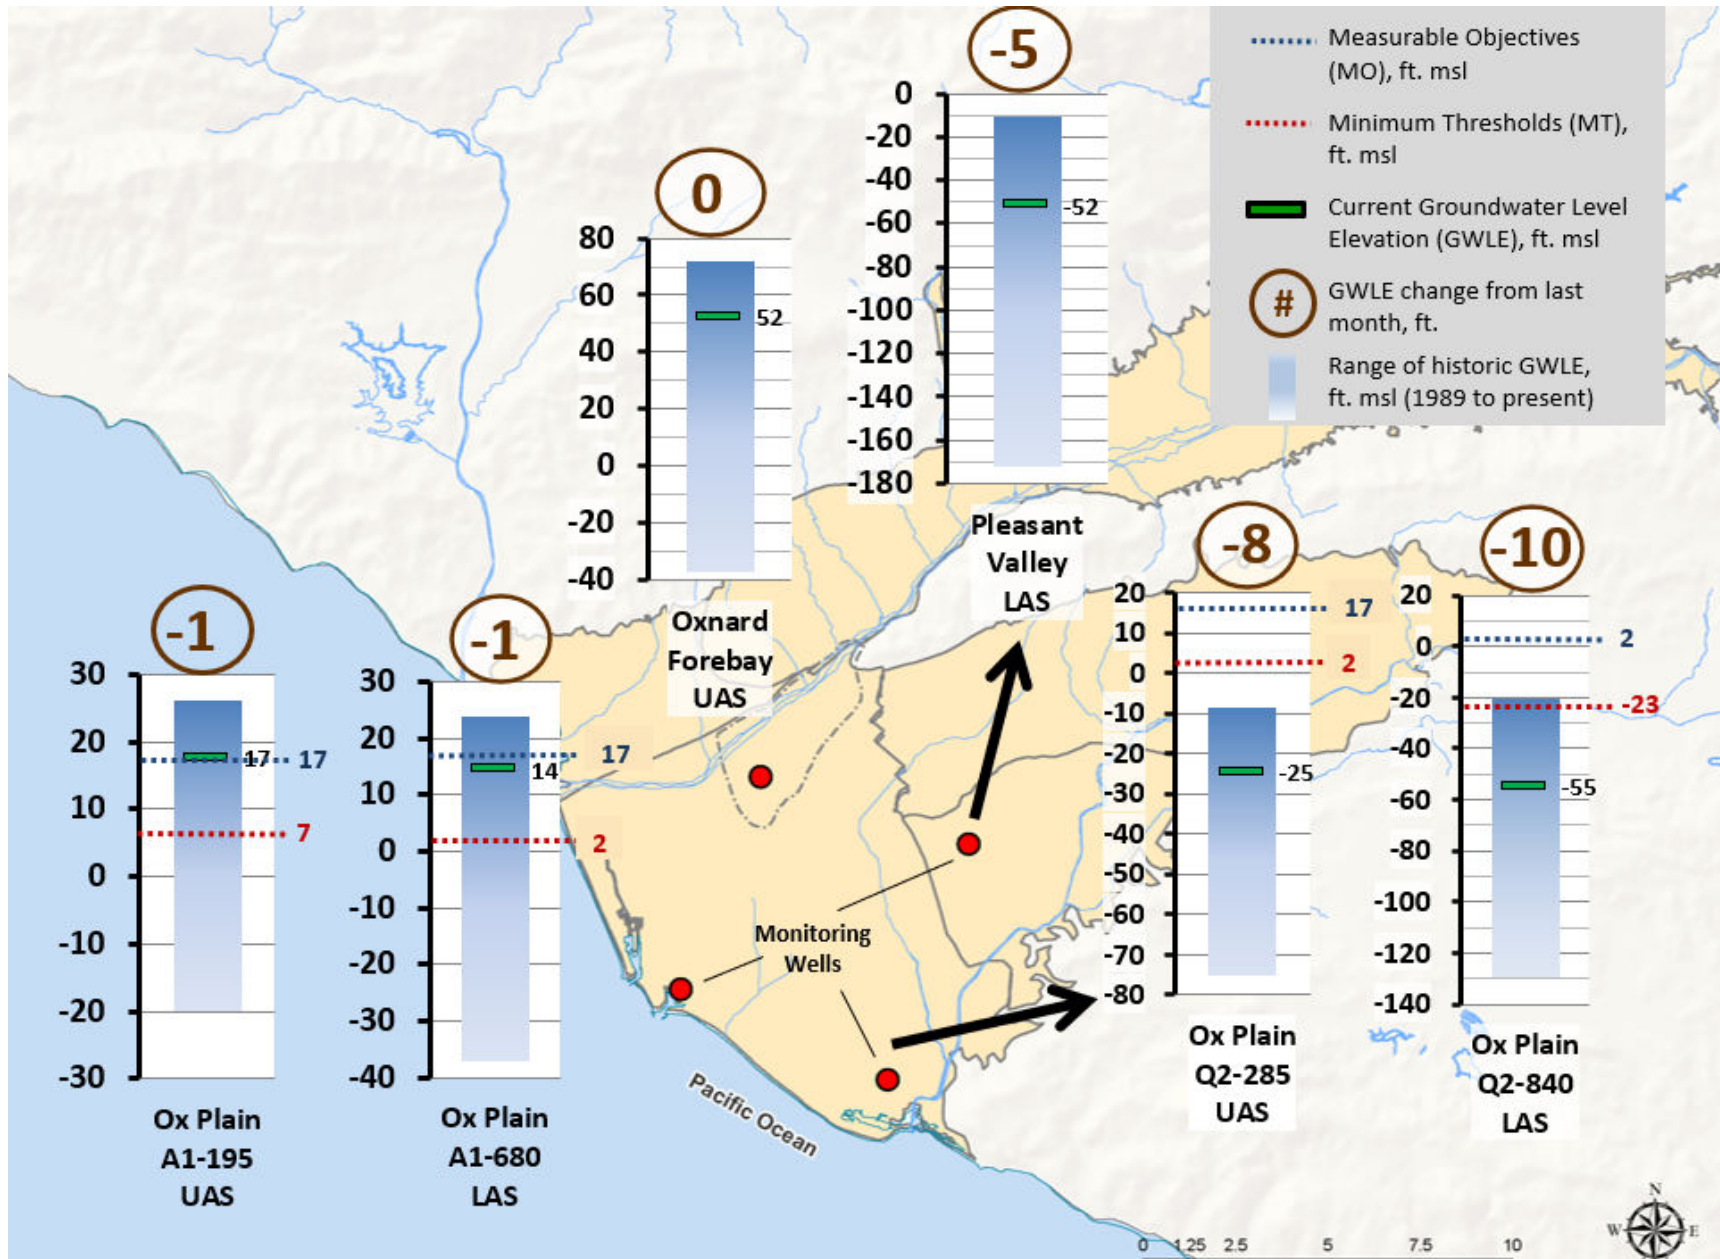 Measurable Objectives
(MO), ft. msl
Minimum Thresholds (MT),
ft. msl
Current Groundwater Level
Elevation (GWLE), ft. msl
#
GWLE change from last
month, ft.
Range of historic GWLE,
ft. msl (1989 to present)
-5
0
-20
-40
-60
-80
-100
-120
-140
-160
-180
-52
Pleasant
Valley
LAS
0
80
60
40
20
0
-20
-40
52
Oxnard
Forebay
UAS
-1
30
20
10
0
-10
-20
-30
17
17
7
Ox Plain
A1-195
UAS
-1
30
20
10
0
-10
-20
-30
-40
17
14
2
Ox Plain
A1-680
LAS
-8
20
10
0
-10
-20
-30
-40
-50
-60
-70
-80
17
2
-25
Ox Plain
Q2-285
UAS
-10
20
0
-20
-40
-60
-80
-100
-120
-140
2
-23
-55
Ox Plain
Q2-840
LAS
Monitoring
Wells
Pacific Ocean
N
W
E
0 1.25 2.5 5 7.5 10